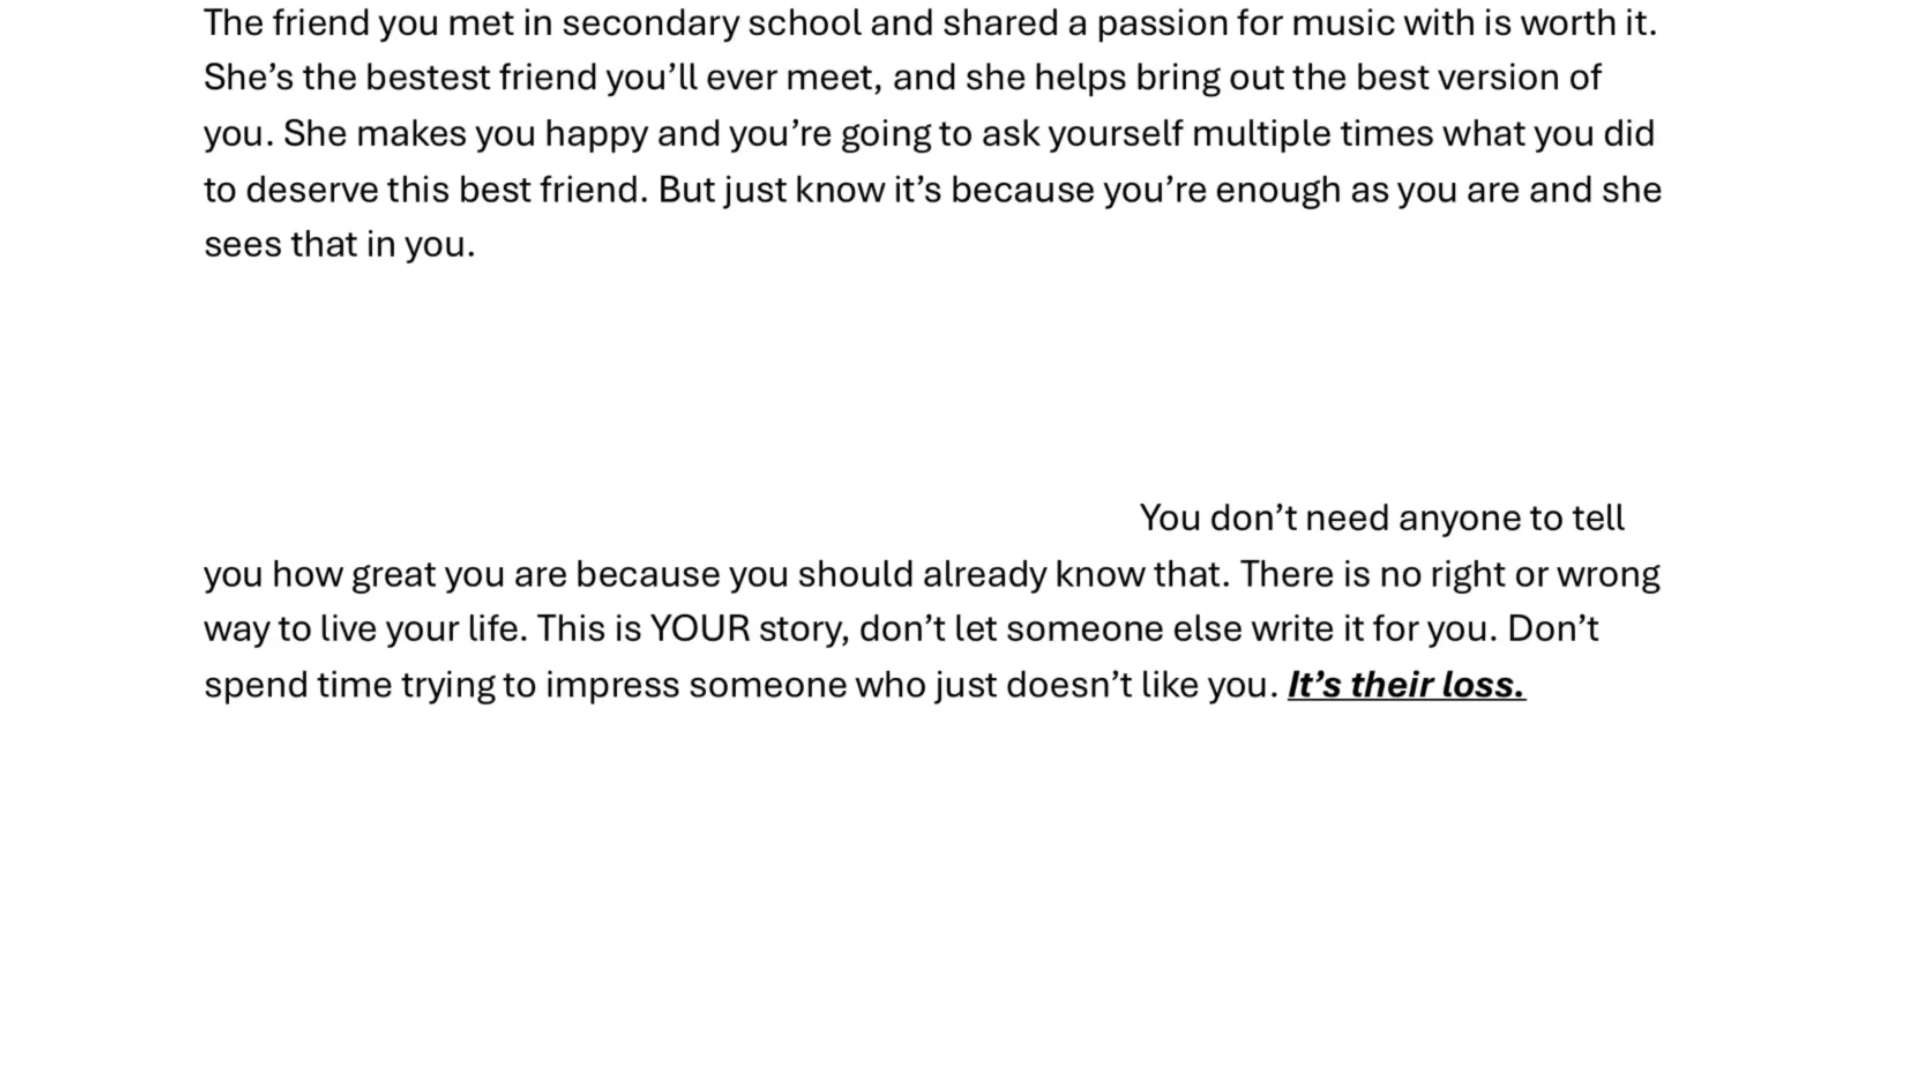 The friend you met in secondary school and shared a passion for music with is worth it.
She’s the bestest friend you’ll ever meet, and she helps bring out the best version of
you. She makes you happy and you’re going to ask yourself multiple times what you did
to deserve this best friend. But just know it’s because you’re enough as you are and she
sees that in you.
You don’t need anyone to tell
you how great you are because you should already know that. There is no right or wrong
way to live your life. This is YOUR story, don’t let someone else write it for you. Don’t
spend time trying to impress someone who just doesn’t like you. It’s their loss.